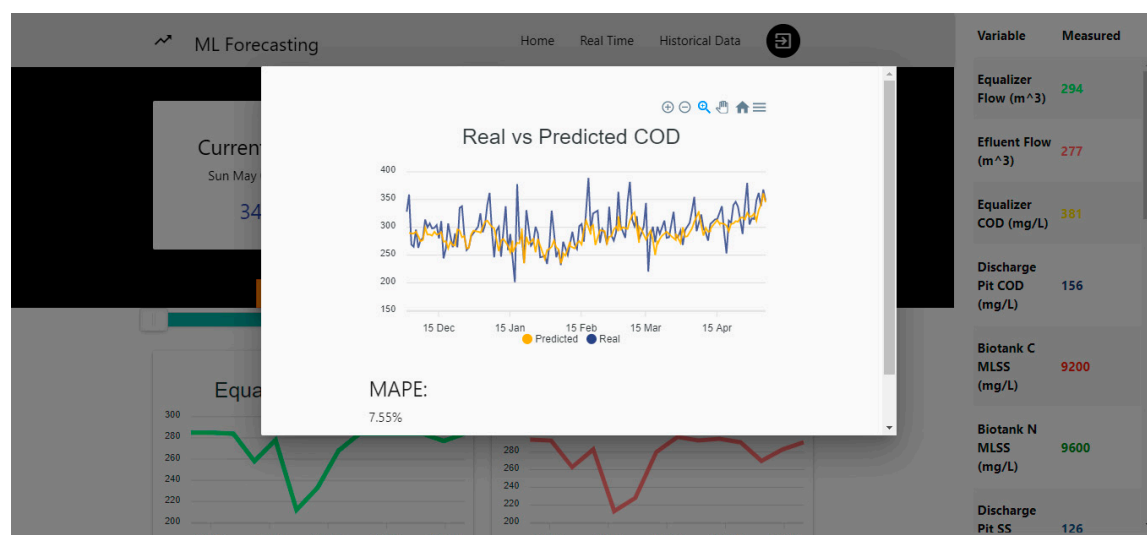 ML Forecasting
Home Real Time Historical Data
Variable Measured
Equalizer
Flow (m^3)
294
Efluent Flow
(m^3)
277
Equalizer
COD (mg/L)
381
Discharge
Pit COD
(mg/L)
156
Biotank C
MLSS
(mg/L)
9200
Biotank N
MLSS
(mg/L)
9600
Discharge
Pit SS
126
Curren
Sun May
34
Real vs Predicted COD
400
350
300
250
200
150
15 Dec 15 Jan 15 Feb 15 Mar 15 Apr
Predicted Real
MAPE:
7.55%
Equa
300
280
260
240
220
200
280
260
240
220
200